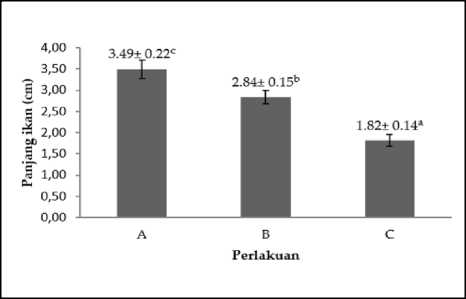 4,00
3,50
3,00
2,50
2,00
1,50
1,00
0,50
0,00
Panjang ikan (cm)
3.49± 0.22ᶜ
2.84± 0.15ᵇ
1.82± 0.14ᵃ
A B C
Perlakuan